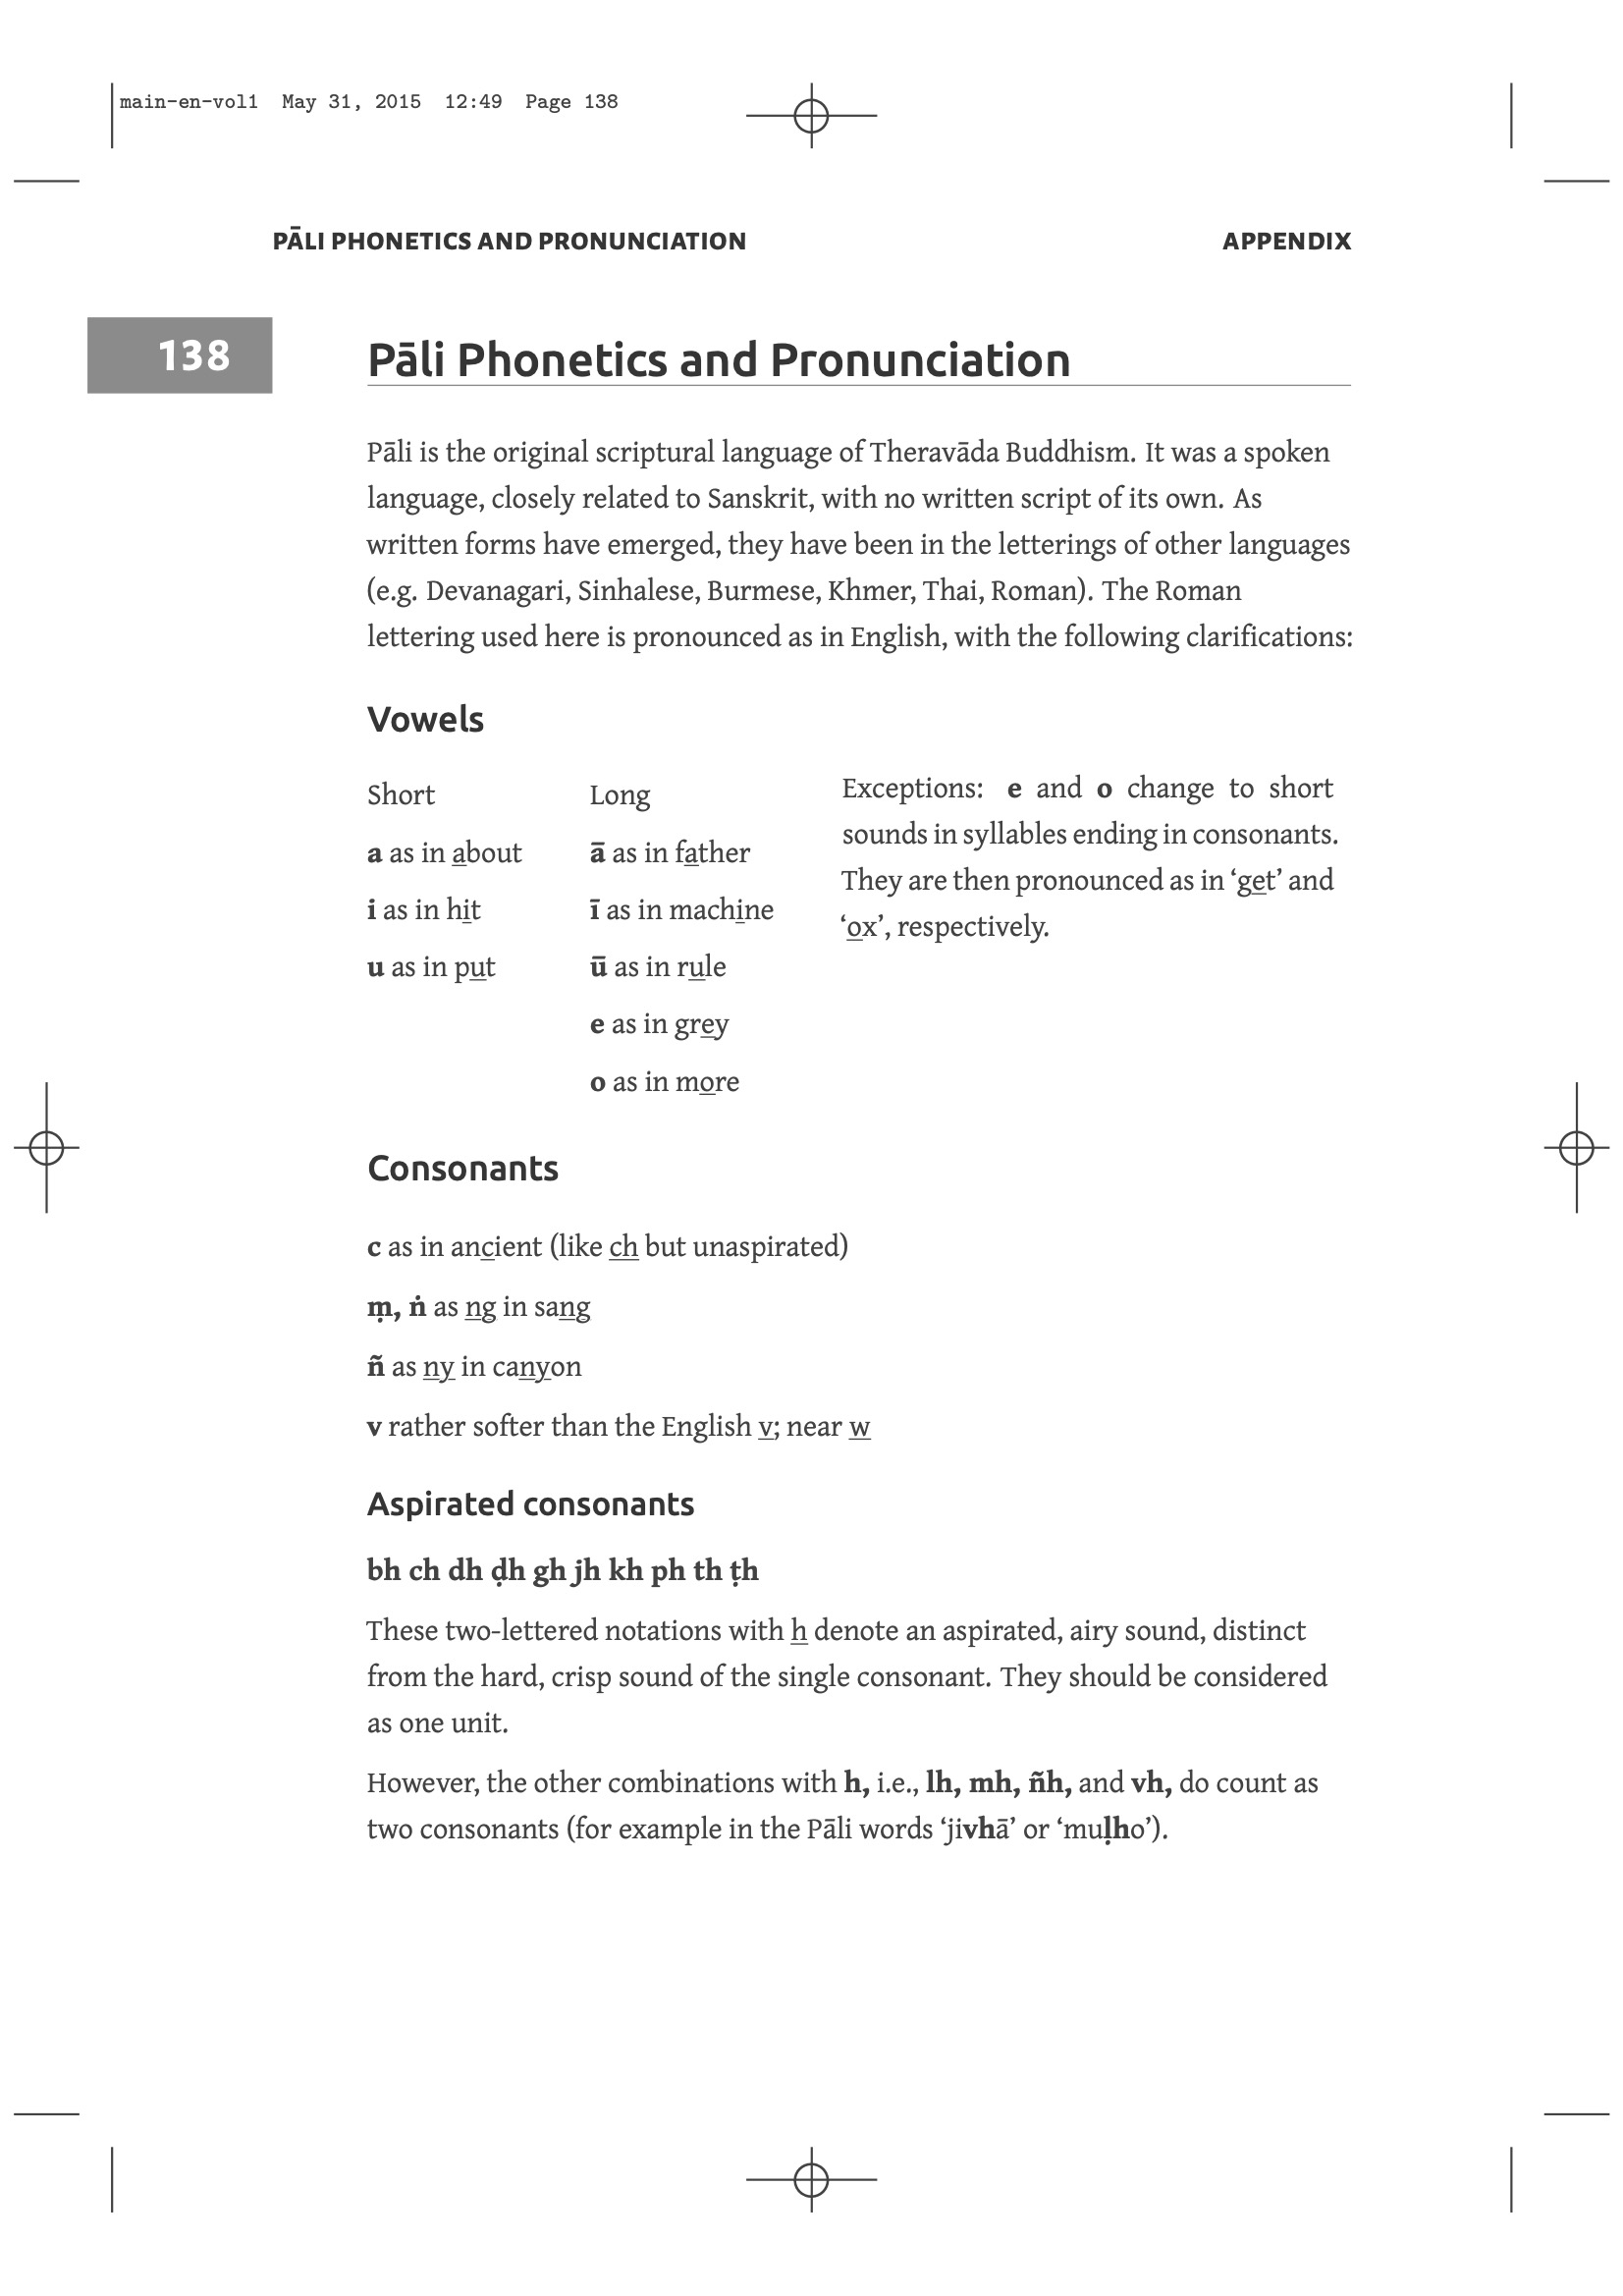 main-en-vol1 May 31, 2015 12:49 Page 138
PĀLI PHONETICS AND PRONUNCIATION APPENDIX
138
Pāli Phonetics and Pronunciation
Pāli is the original scriptural language of Theravāda Buddhism. It was a spoken
language, closely related to Sanskrit, with no written script of its own. As
written forms have emerged, they have been in the letterings of other languages
(e.g. Devanagari, Sinhalese, Burmese, Khmer, Thai, Roman). The Roman
lettering used here is pronounced as in English, with the following clarifications:
Vowels
Short
a as in about
i as in hit
u as in put
Long
ā as in father
ī as in machine
ū as in rule
e as in grey
o as in more
Exceptions: e and o change to short
sounds in syllables ending in consonants.
They are then pronounced as in ‘get’ and
‘ox’, respectively.
Consonants
c as in ancient (like ch but unaspirated)
ṃ, ṅ as ng in sang
ñ as ny in canyon
v rather softer than the English v; near w
Aspirated consonants
bh ch dh ḍh gh jh kh ph th ṭh
These two-lettered notations with h denote an aspirated, airy sound, distinct
from the hard, crisp sound of the single consonant. They should be considered
as one unit.
However, the other combinations with h, i.e., lh, mh, ñh, and vh, do count as
two consonants (for example in the Pāli words ‘jivhā’ or ‘muḷho’).